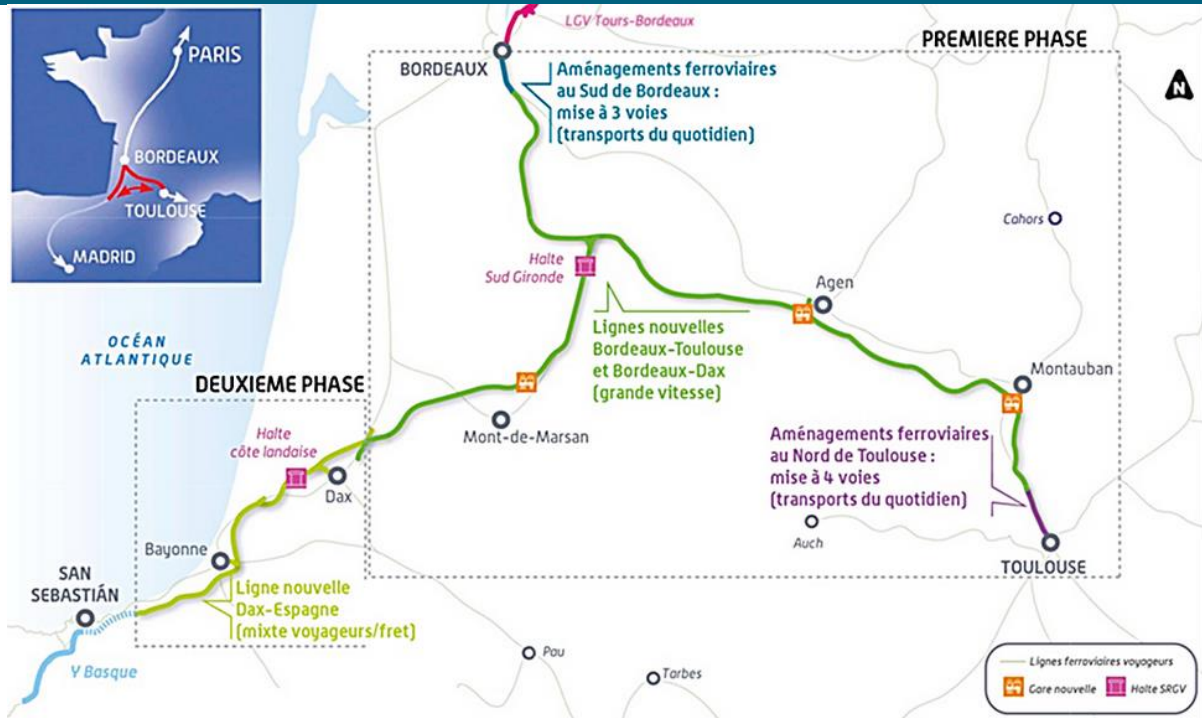 LGV Tours-Bordeaux
PREMIERE PHASE
PARIS
BORDEAUX
TOULOUSE
MADRID
BORDEAUX
Aménagements ferroviaires
au Sud de Bordeaux :
mise à 3 voies
(transports du quotidien)
N
Cahors
Halte
Sud Gironde
Agen
OCÉAN
ATLANTIQUE
Lignes nouvelles
Bordeaux-Toulouse
et Bordeaux-Dax
(grande vitesse)
Montauban
DEUXIEME PHASE
Mont-de-Marsan
Halte
côte landaise
Dax
Aménagements ferroviaires
au Nord de Toulouse :
mise à 4 voies
(transports du quotidien)
Auch
TOULOUSE
Bayonne
SAN
SEBASTIÁN
Ligne nouvelle
Dax-Espagne
(mixte voyageurs/fret)
Y Basque
Pau
Tarbes
Lignes ferroviaires voyageurs
Gare nouvelle
Halte SRGV